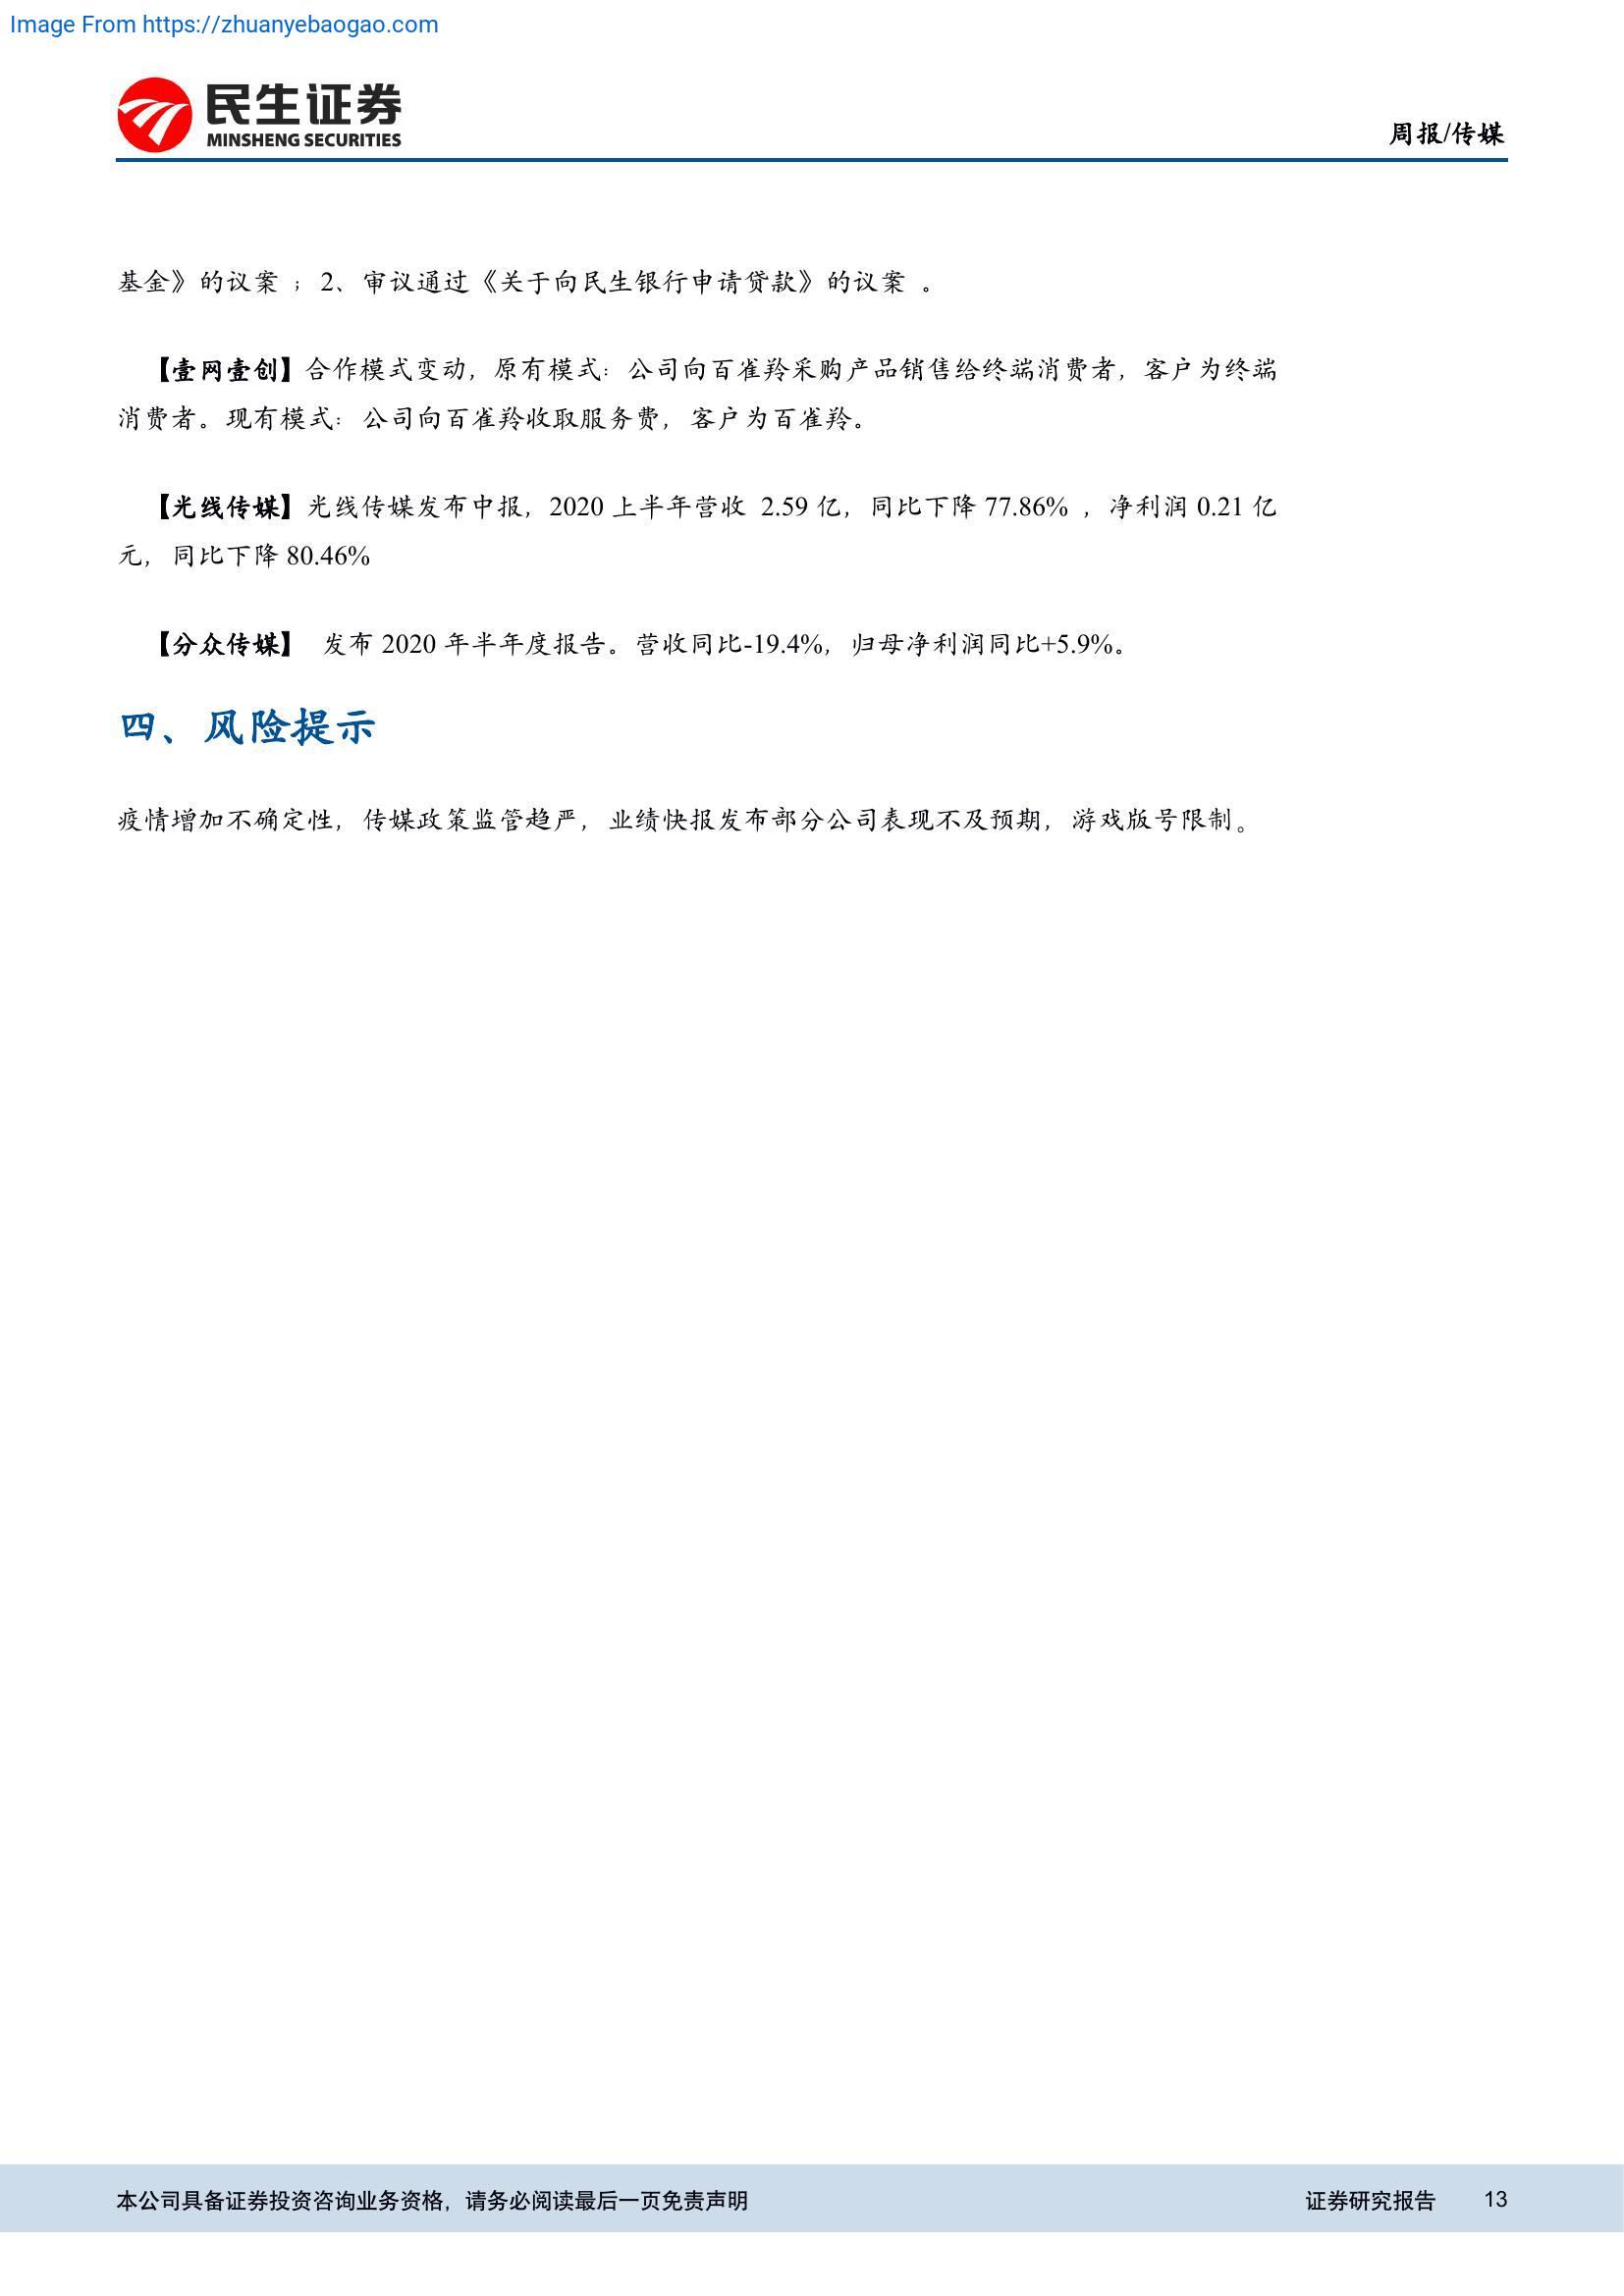 Image From https://zhuanyebaogao.com
民生证券
MINSHENG SECURITIES
周报/传媒
基金》的议案 ；2、审议通过《关于向民生银行申请贷款》的议案 。
【壹网壹创】合作模式变动，原有模式：公司向百雀羚采购产品销售给终端消费者，客户为终端
消费者。现有模式：公司向百雀羚收取服务费，客户为百雀羚。
【光线传媒】光线传媒发布中报，2020 上半年营收 2.59 亿，同比下降 77.86% ，净利润 0.21 亿
元，同比下降 80.46%
【分众传媒】 发布 2020 年半年度报告。营收同比-19.4%，归母净利润同比+5.9%。
四、风险提示
疫情增加不确定性，传媒政策监管趋严，业绩快报发布部分公司表现不及预期，游戏版号限制。
本公司具备证券投资咨询业务资格，请务必阅读最后一页免责声明
证券研究报告 13